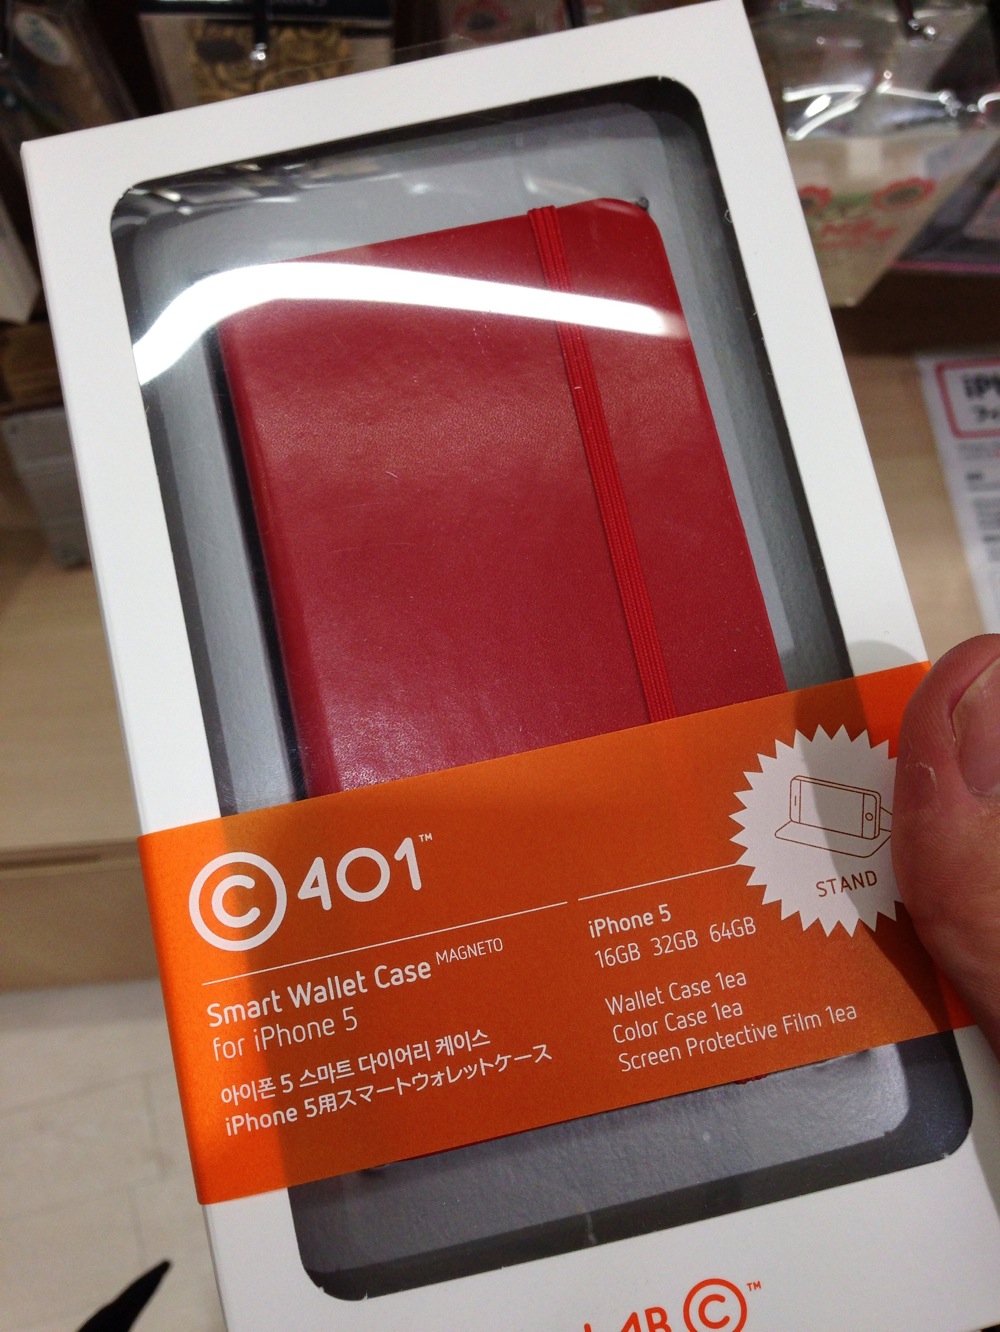 © 401™
Smart Wallet Case MAGNETO
for iPhone 5
아이폰 5 스마트 다이어리 케이스
iPhone 5用スマートウォレットケース
iPhone 5
16GB 32GB 64GB
Wallet Case 1ea
Color Case 1ea
Screen Protective Film 1ea
STAND
©™